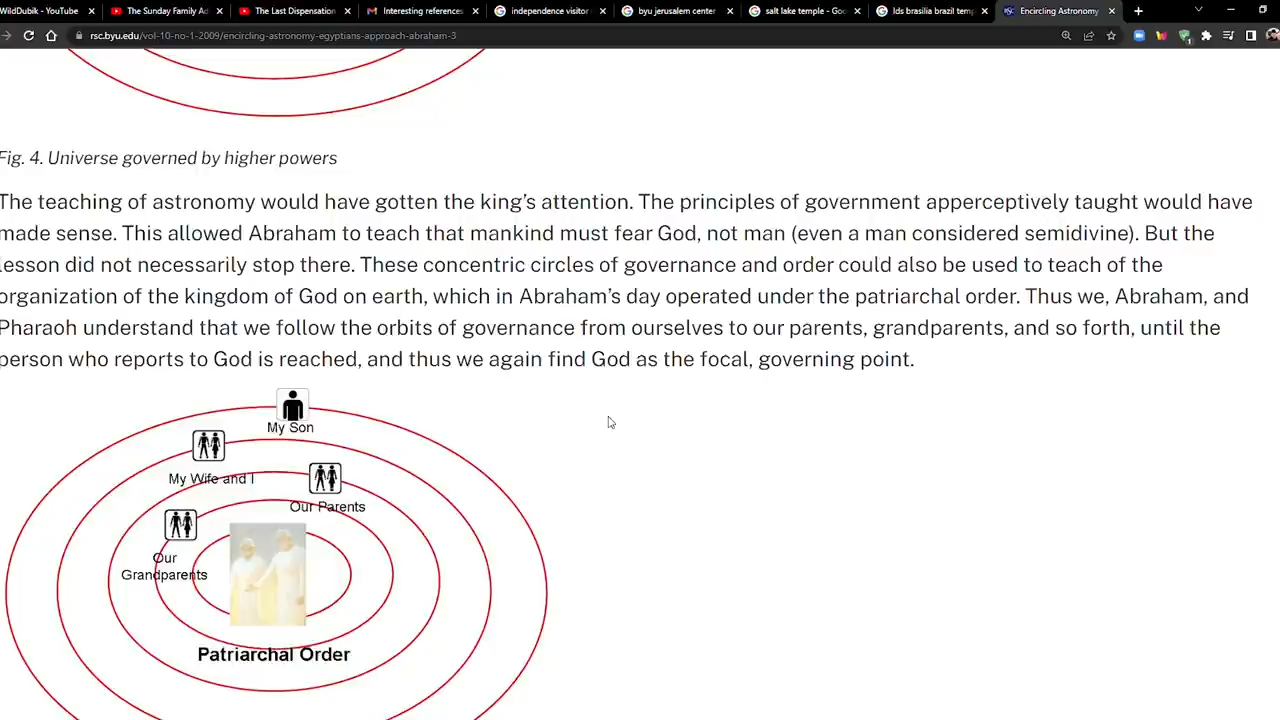 WildDubik - YouTube
The Sunday Family Ad
The Last Dispensation
Interesting references
independence visitor
byu jerusalem center
salt lake temple - Goo
lds brasilia brazil temp
Encircling Astronomy
rsc.byu.edu/vol-10-no-1-2009/encircling-astronomy-egyptians-approach-abraham-3
Fig. 4. Universe governed by higher powers
The teaching of astronomy would have gotten the king’s attention. The principles of government apperceptively taught would have
made sense. This allowed Abraham to teach that mankind must fear God, not man (even a man considered semidivine). But the
lesson did not necessarily stop there. These concentric circles of governance and order could also be used to teach of the
organization of the kingdom of God on earth, which in Abraham’s day operated under the patriarchal order. Thus we, Abraham, and
Pharaoh understand that we follow the orbits of governance from ourselves to our parents, grandparents, and so forth, until the
person who reports to God is reached, and thus we again find God as the focal, governing point.
My Son
My Wife and I
Our Parents
Our
Grandparents
Patriarchal Order